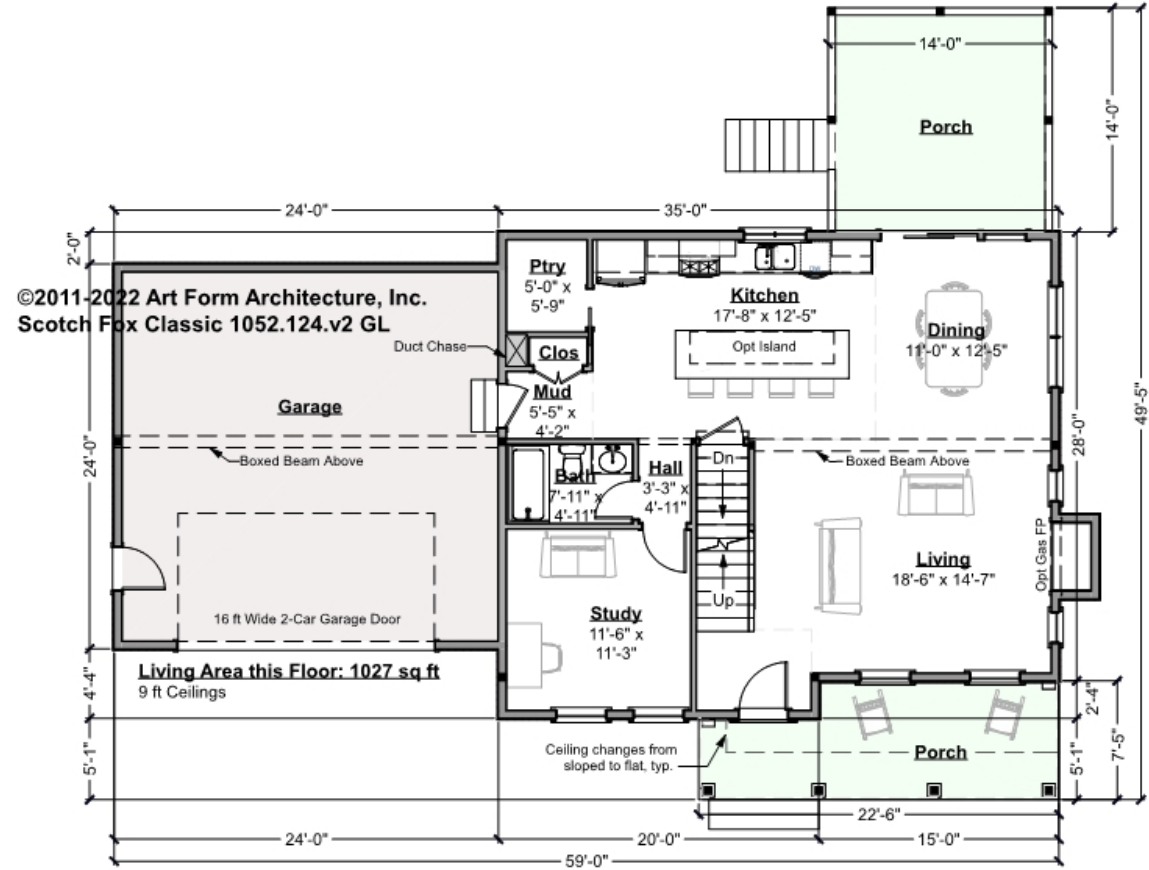 14'-0"
Porch
14'-0"
24'-0"
35'-0"
2'-0"
Ptry
5'-0" x
5'-9"
Kitchen
17'-8" x 12'-5"
DW
©2011-2022 Art Form Architecture, Inc.
Scotch Fox Classic 1052.124.v2 GL
Duct Chase
Clos
Opt Island
Dining
11'-0" x 12'-5"
Mud
5'-5" x
4'-2"
Garage
49'-5"
28'-0"
24'-0"
Boxed Beam Above
Bath
7'-11" x
4'-11"
Hall
3'-3" x
4'-11"
Dn
Boxed Beam Above
Up
Living
18'-6" x 14'-7"
Opt Gas FP
Study
11'-6" x
11'-3"
16 ft Wide 2-Car Garage Door
Living Area this Floor: 1027 sq ft
9 ft Ceilings
4'-4"
5'-1"
Ceiling changes from
sloped to flat, typ.
Porch
2'-4"
5'-1"
7'-5"
22'-6"
24'-0"
20'-0"
15'-0"
59'-0"